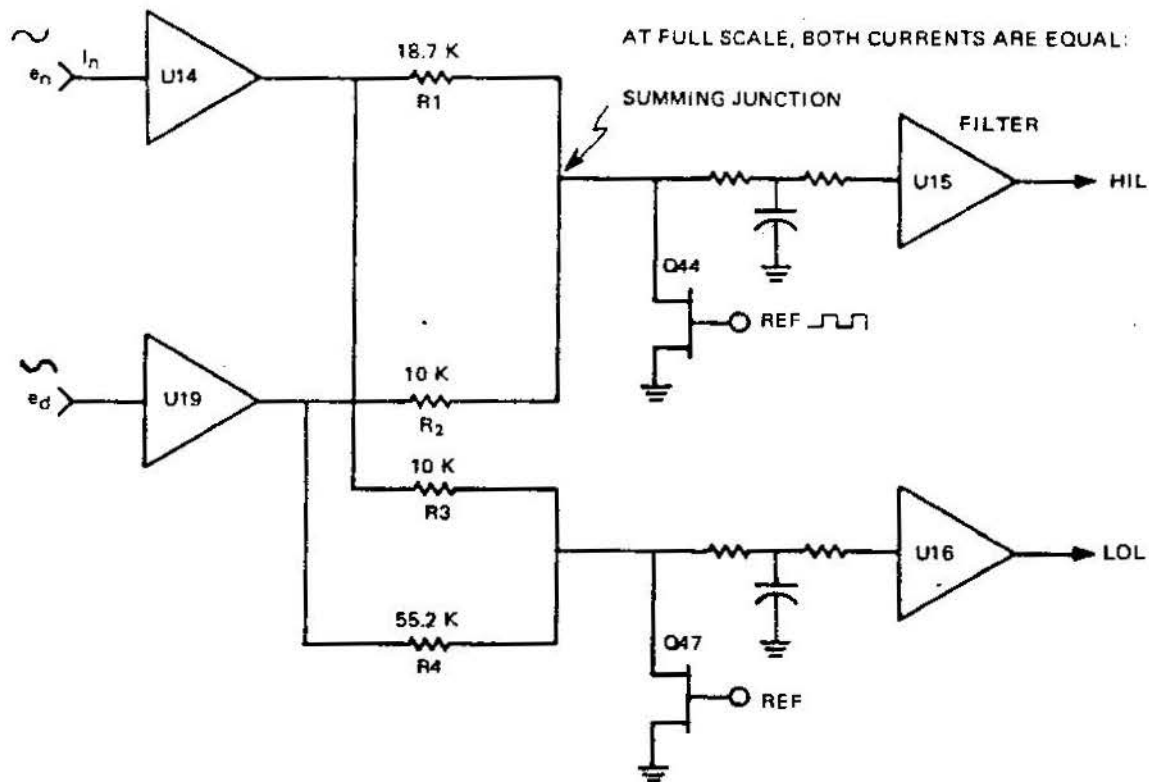 AT FULL SCALE, BOTH CURRENTS ARE EQUAL:
SUMMING JUNCTION
en
In
U14
18.7 K
R1
FILTER
U15
HIL
Q44
REF
ed
U19
10 K
R2
10 K
R3
55.2 K
R4
U16
LOL
Q47
REF